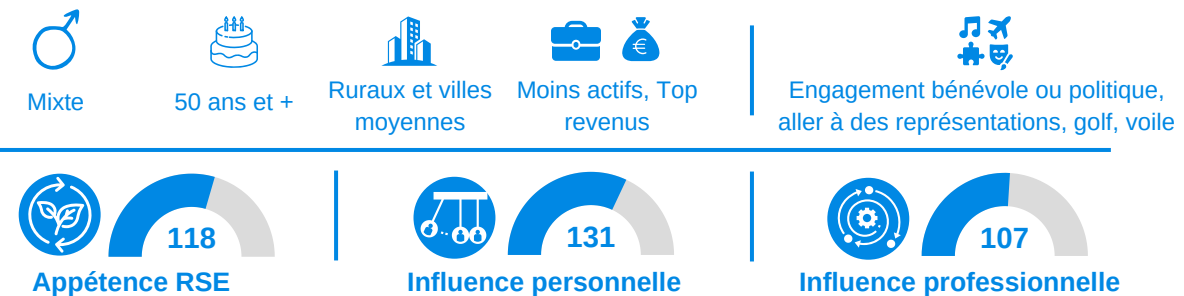 Mixte
50 ans et +
Ruraux et villes
moyennes
Moins actifs, Top
revenus
Engagement bénévole ou politique,
aller à des représentations, golf, voile
118
Appétence RSE
131
Influence personnelle
107
Influence professionnelle